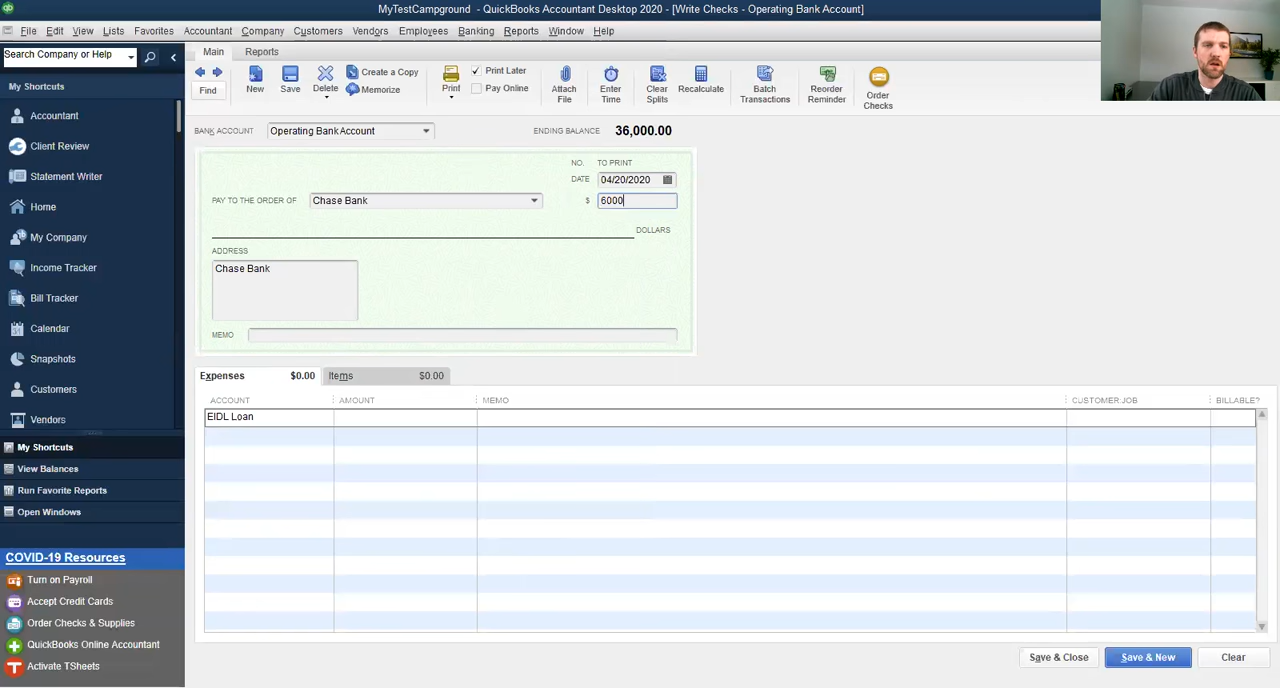 MyTestCampground - QuickBooks Accountant Desktop 2020 - [Write Checks - Operating Bank Account]
File Edit View Lists Favorites Accountant Company Customers Vendors Employees Banking Reports Window Help
Search Company or Help
My Shortcuts
Accountant
Client Review
Statement Writer
Home
My Company
Income Tracker
Bill Tracker
Calendar
Snapshots
Customers
Vendors
My Shortcuts
View Balances
Run Favorite Reports
Open Windows
COVID-19 Resources
Turn on Payroll
Accept Credit Cards
Order Checks & Supplies
QuickBooks Online Accountant
Activate TSheets
Main Reports
Find
New
Save
Delete
Create a Copy
Memorize
Print
Print Later
Pay Online
Attach File
Enter Time
Clear Splits
Recalculate
Batch Transactions
Reorder Reminder
Order Checks
BANK ACCOUNT Operating Bank Account ENDING BALANCE 36,000.00
NO. TO PRINT
DATE 04/20/2020
PAY TO THE ORDER OF Chase Bank $ 6000
DOLLARS
ADDRESS
Chase Bank
MEMO
Expenses $0.00 Items $0.00
ACCOUNT AMOUNT MEMO CUSTOMER:JOB BILLABLE?
EIDL Loan
Save & Close Save & New Clear